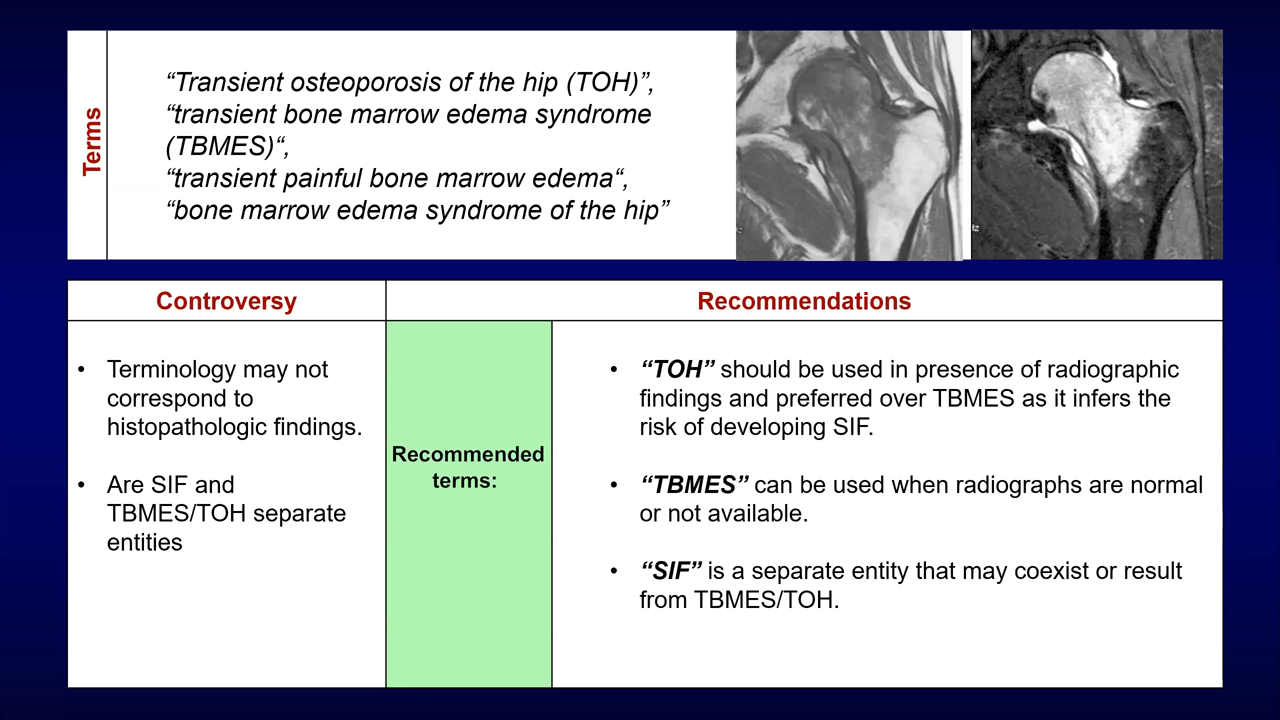 Terms
“Transient osteoporosis of the hip (TOH)”,
“transient bone marrow edema syndrome
(TBMES)“,
“transient painful bone marrow edema“,
“bone marrow edema syndrome of the hip”
Controversy
Recommendations
• Terminology may not
correspond to
histopathologic findings.
• Are SIF and
TBMES/TOH separate
entities
Recommended
terms:
• “TOH” should be used in presence of radiographic
findings and preferred over TBMES as it infers the
risk of developing SIF.
• “TBMES” can be used when radiographs are normal
or not available.
• “SIF” is a separate entity that may coexist or result
from TBMES/TOH.